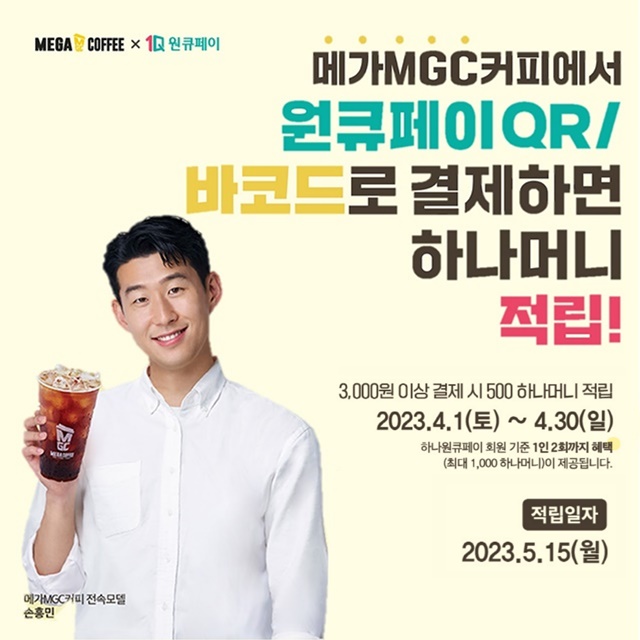 MEGA COFFEE × 1Q 원큐페이
메가MGC커피에서
원큐페이 QR/
바코드로 결제하면
하나머니
적립!
3,000원 이상 결제 시 500 하나머니 적립
2023.4.1(토) ~ 4.30(일)
하나원큐페이 회원 기준 1인 2회까지 혜택
(최대 1,000 하나머니)이 제공됩니다.
적립일자
2023.5.15(월)
M
MGC
MEGA COFFEE
메가MGC커피 전속모델
손흥민